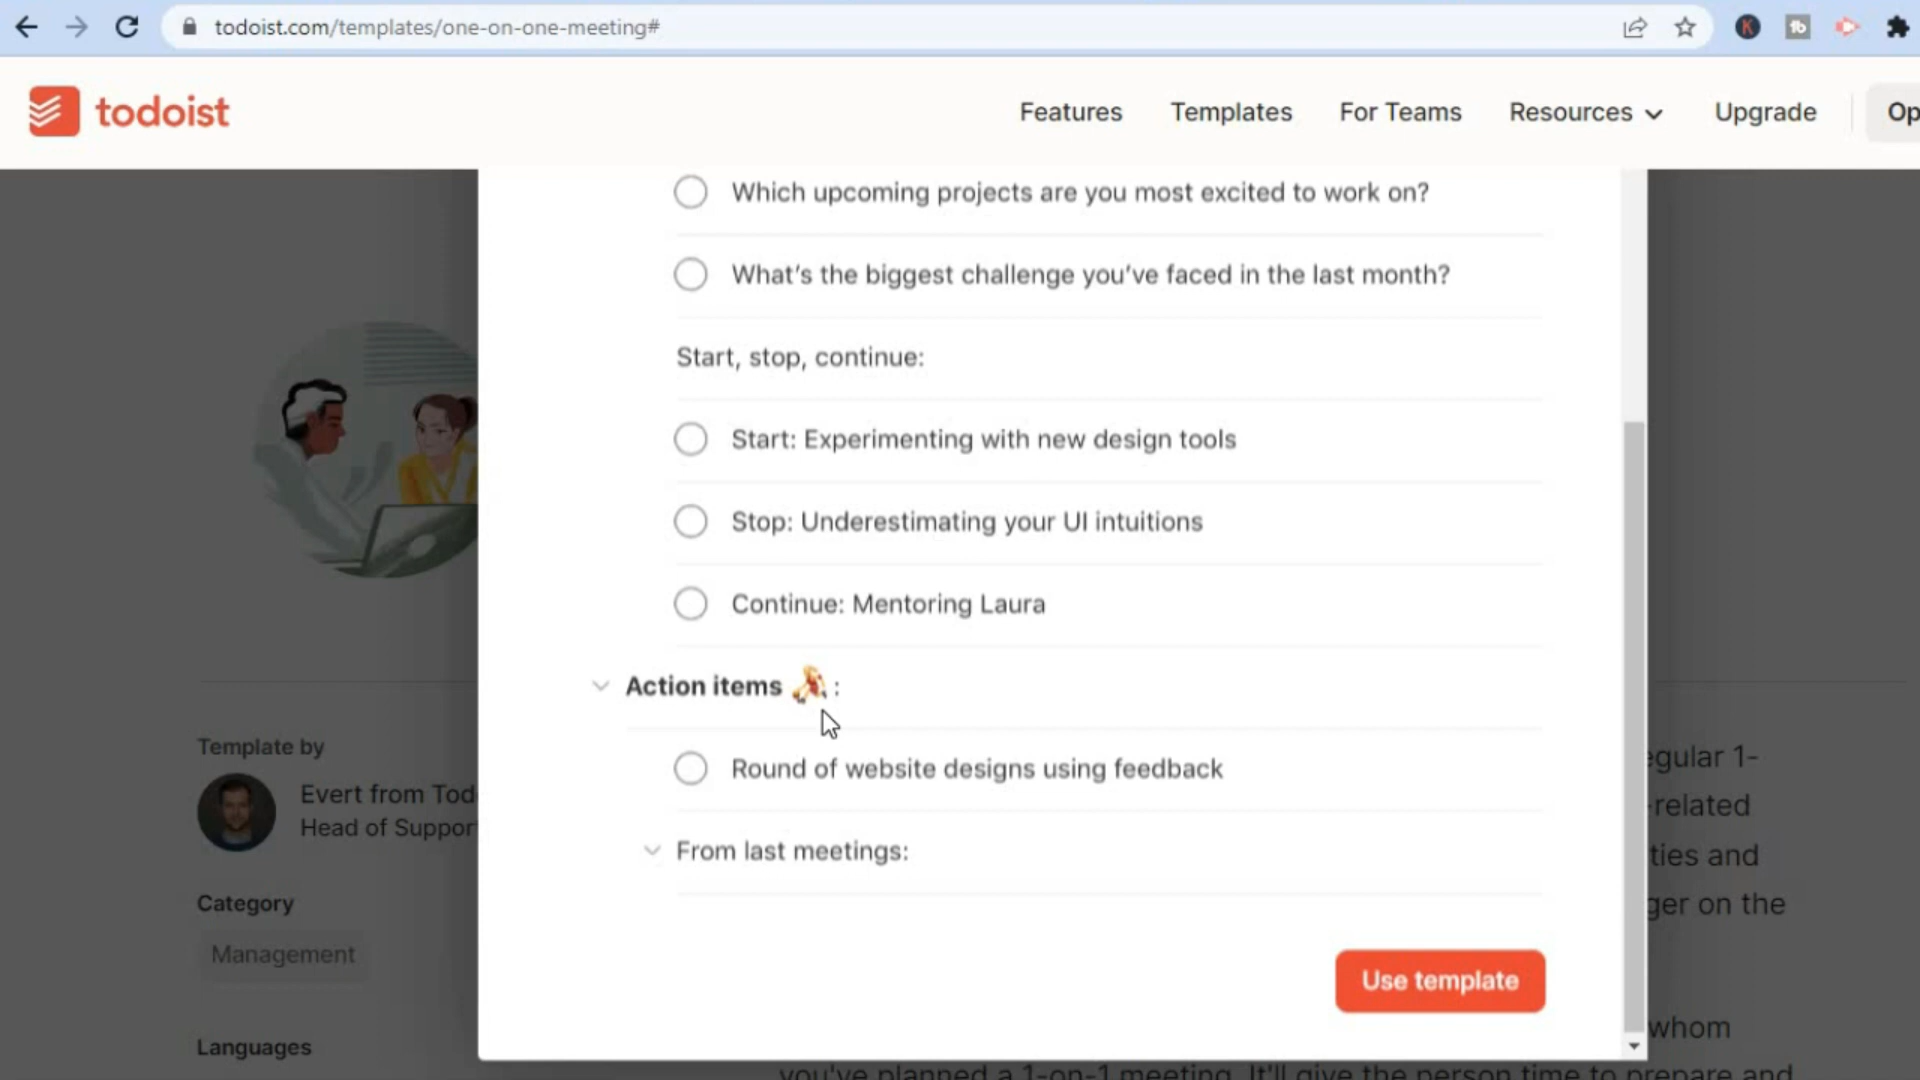 todoist.com/templates/one-on-one-meeting#
todoist
Features
Templates
For Teams
Resources
Upgrade
Op
Which upcoming projects are you most excited to work on?
What's the biggest challenge you've faced in the last month?
Start, stop, continue:
Start: Experimenting with new design tools
Stop: Underestimating your UI intuitions
Continue: Mentoring Laura
Action items :
Round of website designs using feedback
From last meetings:
Use template
Template by
Evert from Tod
Head of Suppor
Category
Management
Languages
egular 1-
-related
ties and
ger on the
whom
you've planned a 1-on-1 meeting. It'll give the person time to prepare and